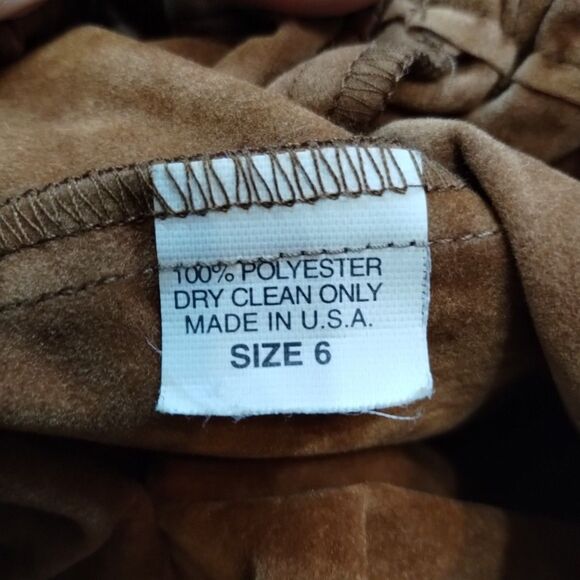 100% POLYESTER
DRY CLEAN ONLY
MADE IN U.S.A.
SIZE 6